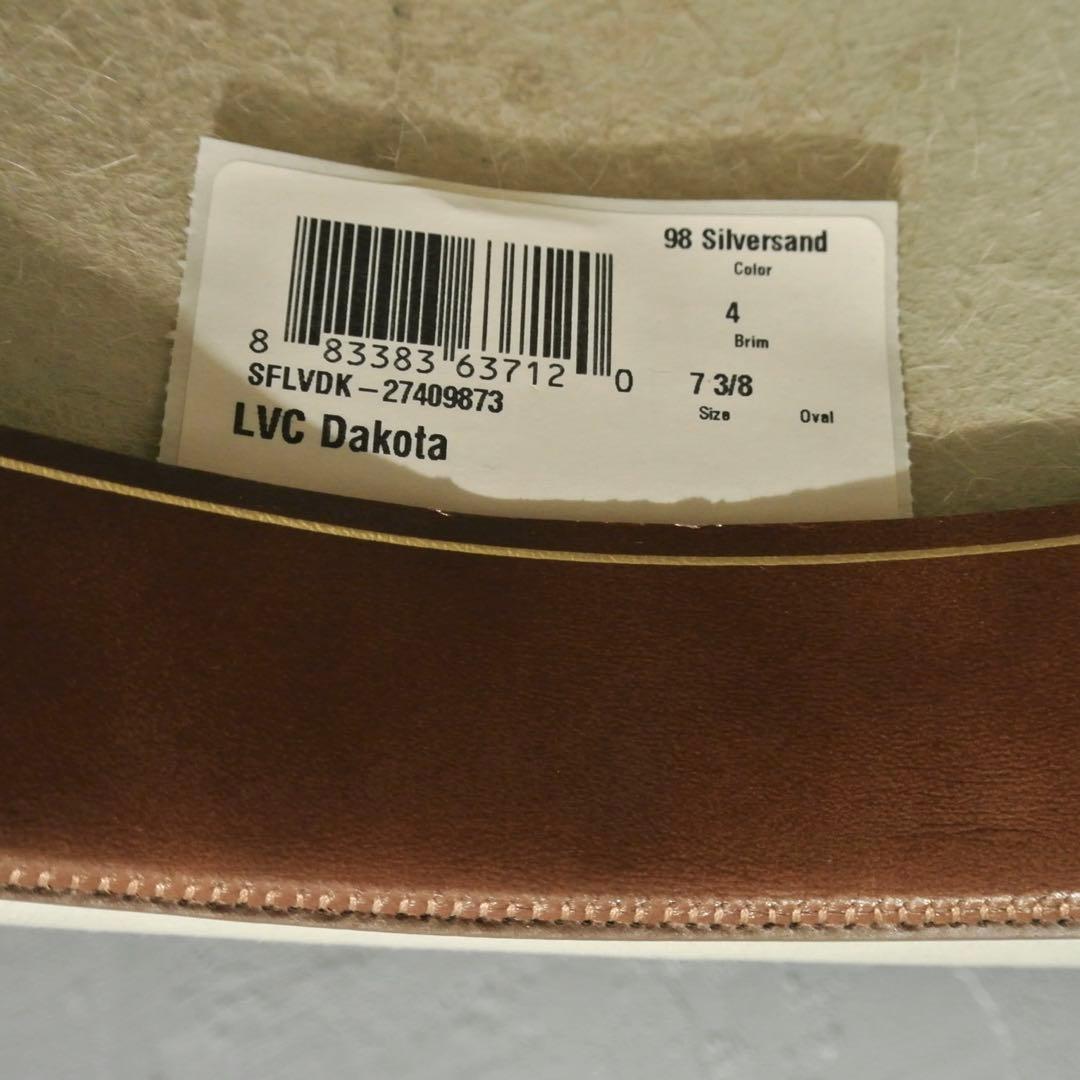 98 Silversand
Color
4
Brim
7 3/8
Size Oval
8 83383 63712 0
SFLVDK-27409873
LVC Dakota